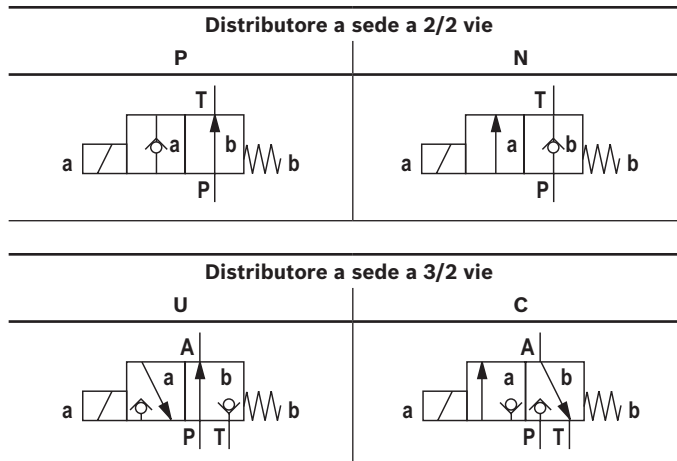 Distributore a sede a 2/2 vie
P N
T T
a a b b a a b b
P P
Distributore a sede a 3/2 vie
U C
A A
a a b b a a b b
P T P T